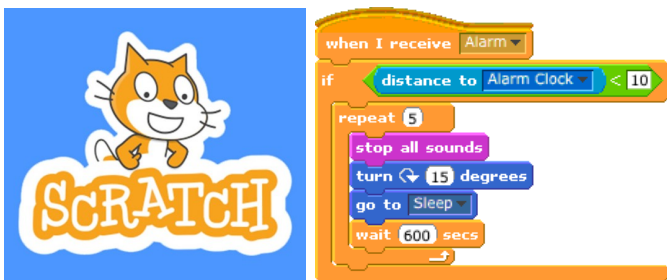 SCRATCH
when I receive Alarm
if distance to Alarm Clock < 10
repeat 5
stop all sounds
turn 15 degrees
go to Sleep
wait 600 secs